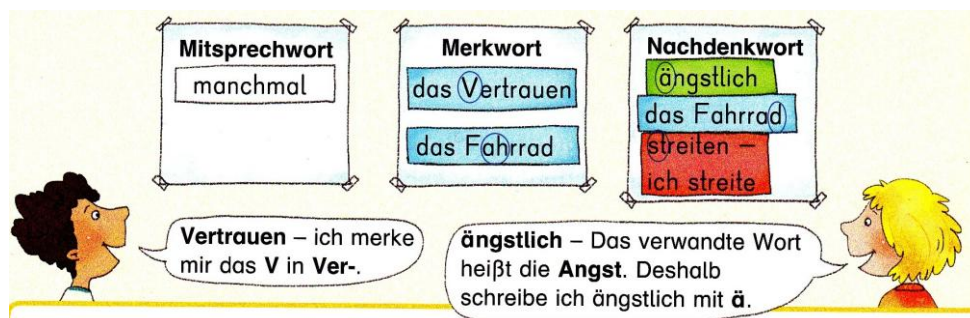 Mitsprechwort
manchmal
Merkwort
das Vertrauen
das Fahrrad
Nachdenkwort
ängstlich
das Fahrrad
streiten –
ich streite
Vertrauen – ich merke
mir das V in Ver-.
ängstlich – Das verwandte Wort
heißt die Angst. Deshalb
schreibe ich ängstlich mit ä.